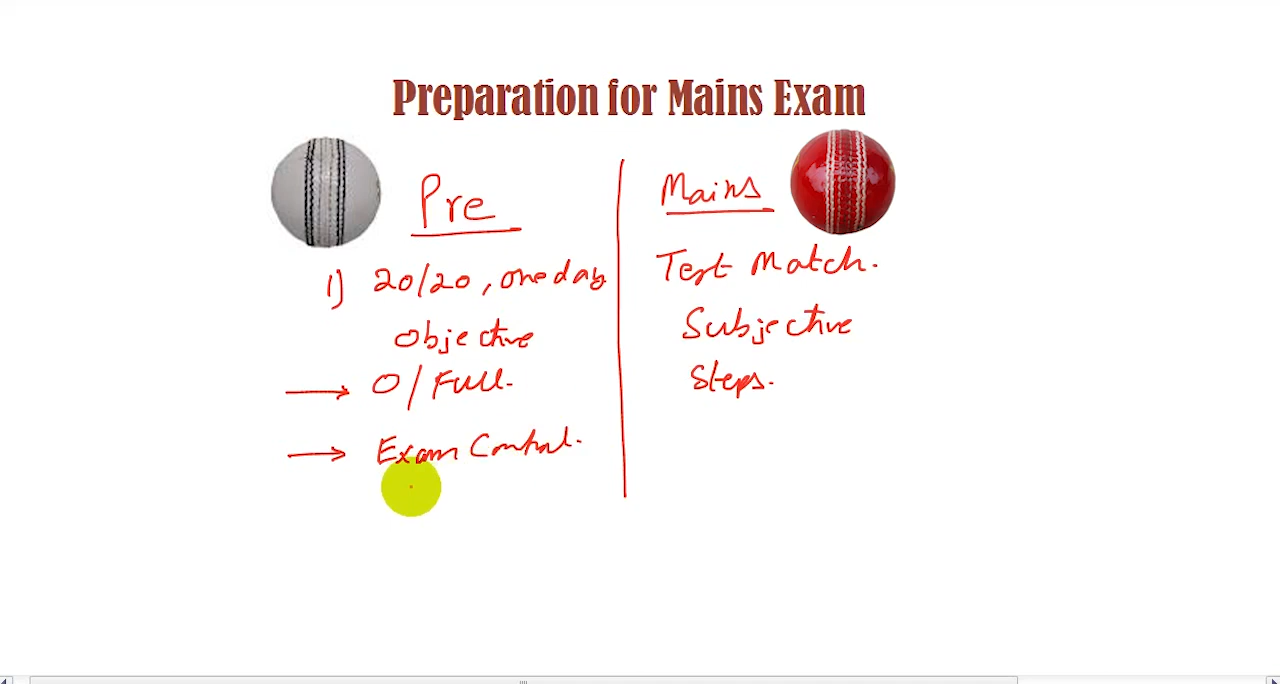 Preparation for Mains Exam
Pre
1) 20/20, one day
Objective
→ 0/Full.
→ Exam Control.
Mains
Test Match.
Subjective
Steps.